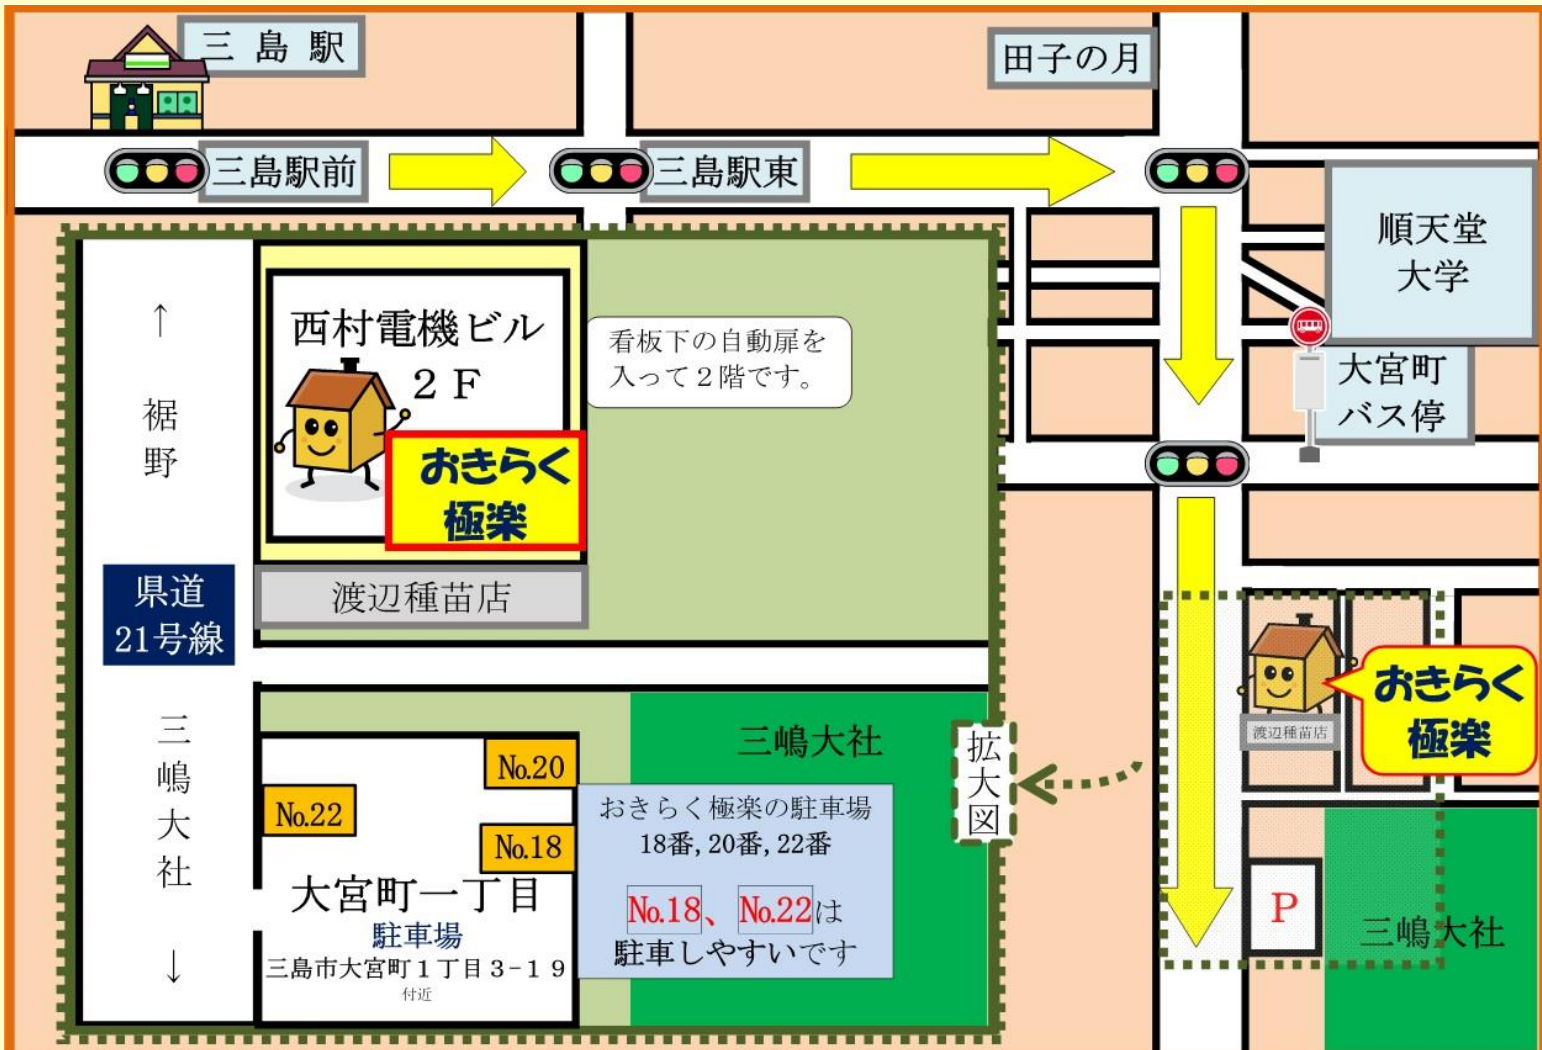 三島駅
田子の月
三島駅前
三島駅東
順天堂
大学
大宮町
バス停
↑
裾野
県道
21号線
三嶋大社
↓
西村電機ビル
２Ｆ
おきらく
極楽
看板下の自動扉を
入って２階です。
渡辺種苗店
No.20
No.22
No.18
大宮町一丁目
駐車場
三島市大宮町１丁目３−１９
付近
三嶋大社
おきらく極楽の駐車場
18番, 20番, 22番
No.18、No.22は
駐車しやすいです
拡大図
おきらく
極楽
渡辺種苗店
P
三嶋大社